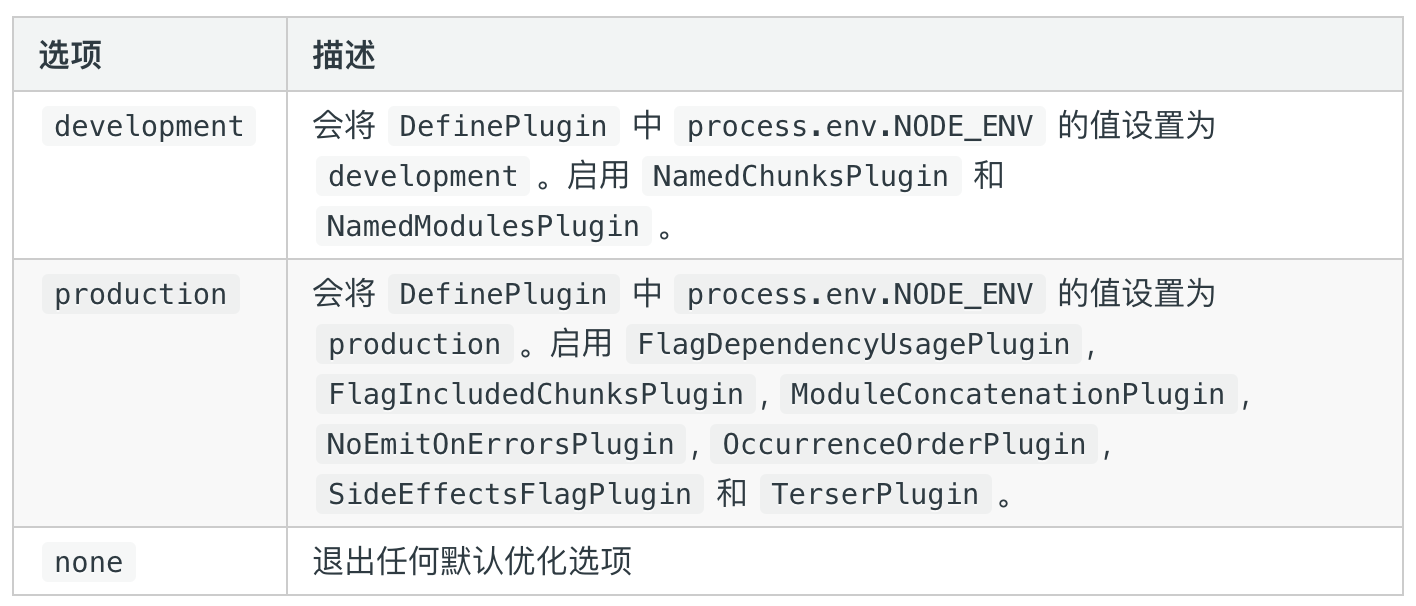 选项 描述
development 会将 DefinePlugin 中 process.env.NODE_ENV 的值设置为
development 。启用 NamedChunksPlugin 和
NamedModulesPlugin 。
production 会将 DefinePlugin 中 process.env.NODE_ENV 的值设置为
production 。启用 FlagDependencyUsagePlugin ,
FlagIncludedChunksPlugin , ModuleConcatenationPlugin ,
NoEmitOnErrorsPlugin , OccurrenceOrderPlugin ,
SideEffectsFlagPlugin 和 TerserPlugin 。
none 退出任何默认优化选项